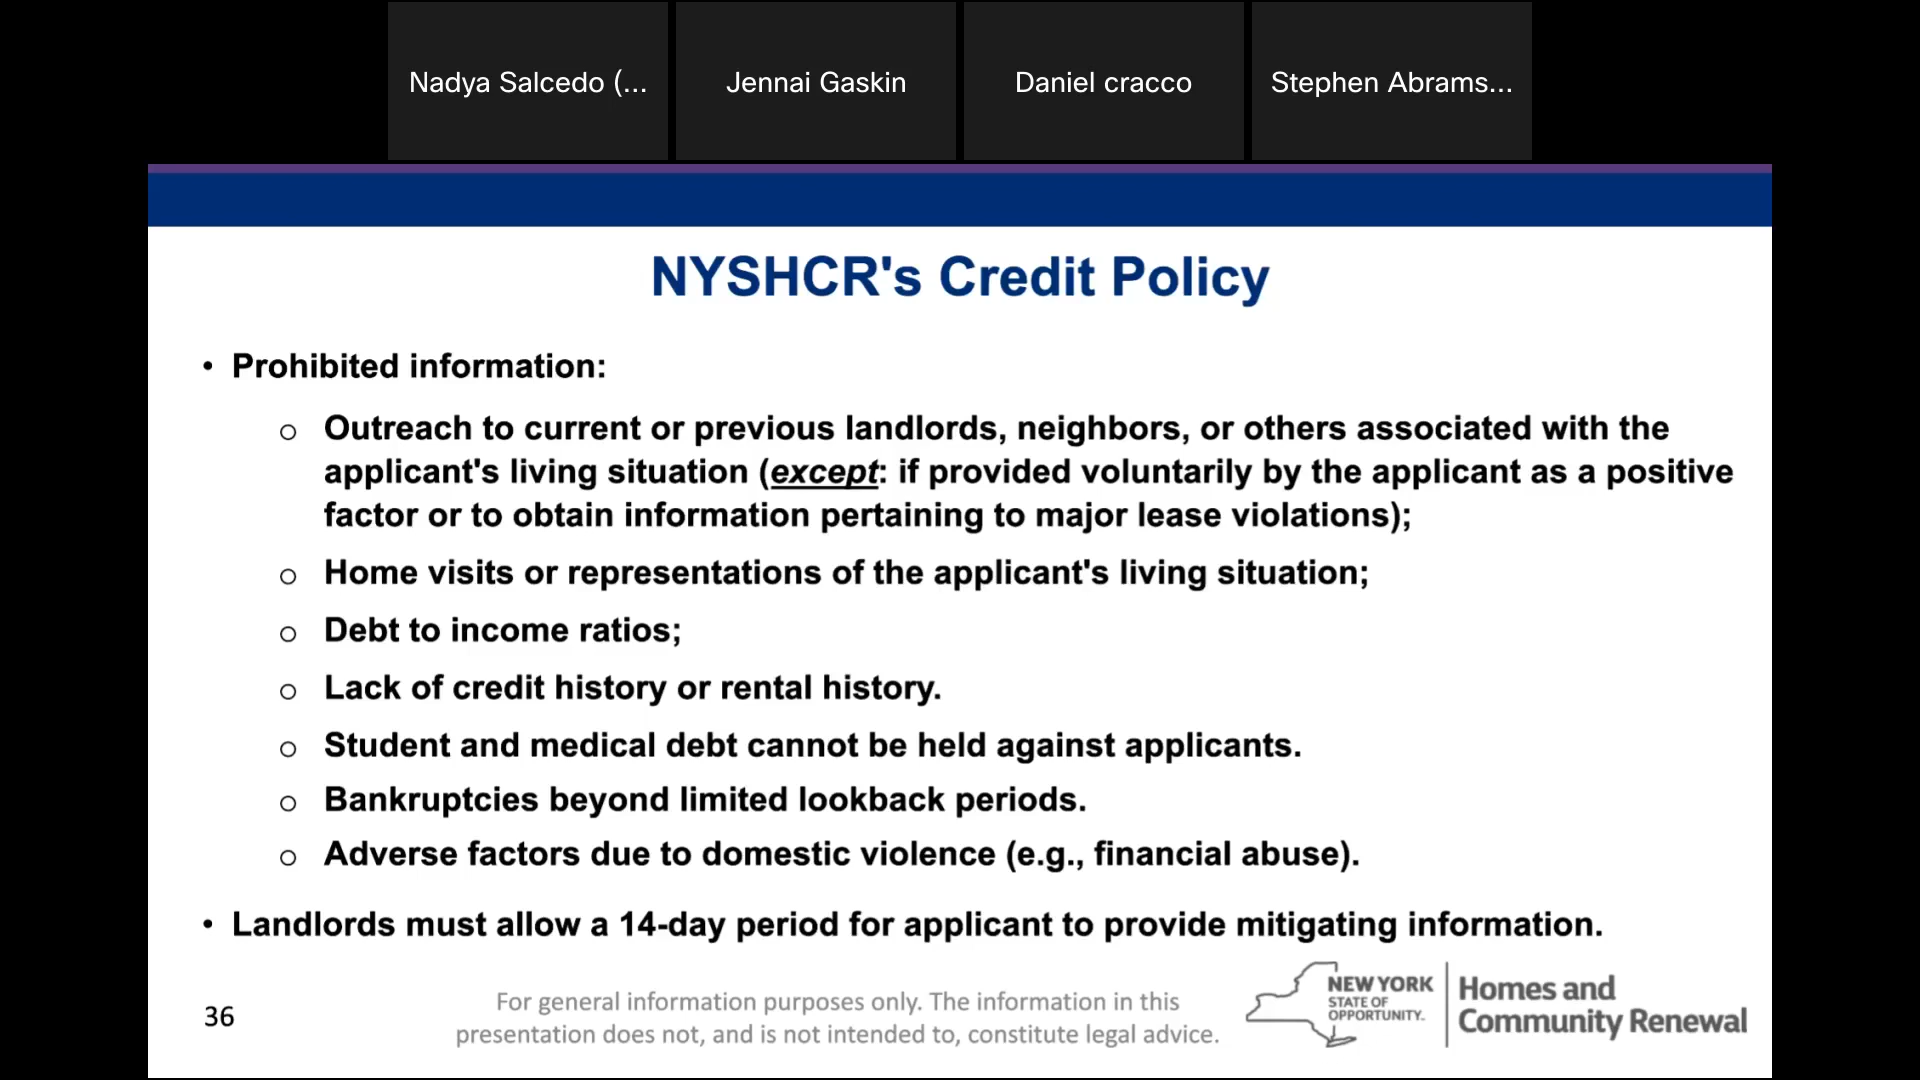 Nadya Salcedo (...
Jennai Gaskin
Daniel cracco
Stephen Abrams...
NYSHCR's Credit Policy
• Prohibited information:
o Outreach to current or previous landlords, neighbors, or others associated with the
applicant's living situation (except: if provided voluntarily by the applicant as a positive
factor or to obtain information pertaining to major lease violations);
o Home visits or representations of the applicant's living situation;
o Debt to income ratios;
o Lack of credit history or rental history.
o Student and medical debt cannot be held against applicants.
o Bankruptcies beyond limited lookback periods.
o Adverse factors due to domestic violence (e.g., financial abuse).
• Landlords must allow a 14-day period for applicant to provide mitigating information.
36
For general information purposes only. The information in this
presentation does not, and is not intended to, constitute legal advice.
NEW YORK
STATE OF
OPPORTUNITY.
Homes and
Community Renewal